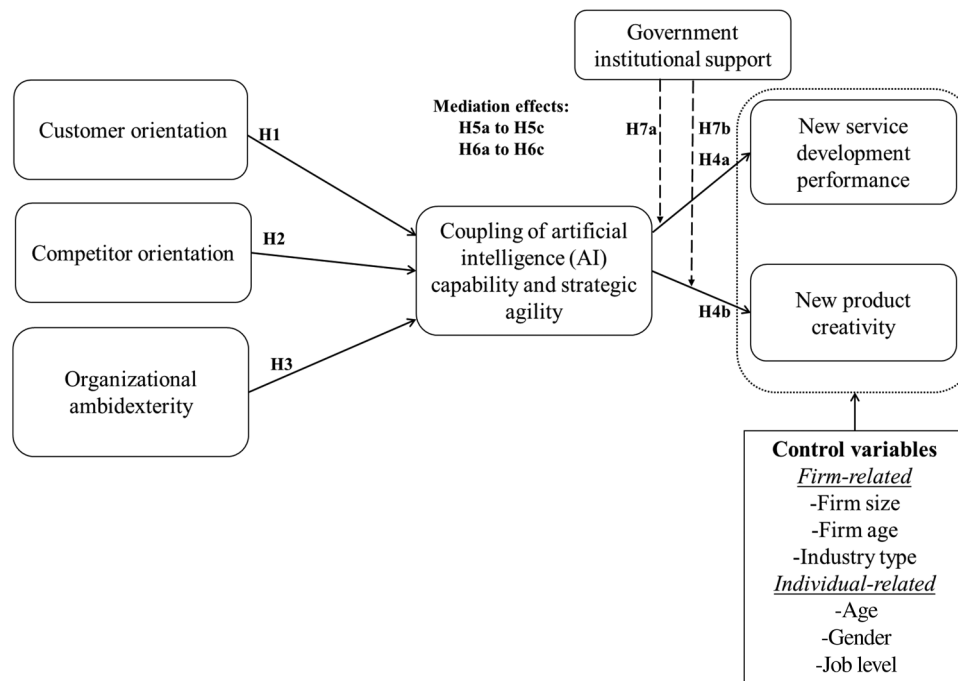 Government
institutional support
Customer orientation
H1
Mediation effects:
H5a to H5c
H6a to H6c
H7a
H7b
H4a
New service
development
performance
Competitor orientation
H2
Coupling of artificial
intelligence (AI)
capability and strategic
agility
H4b
New product
creativity
Organizational
ambidexterity
H3
Control variables
Firm-related
-Firm size
-Firm age
-Industry type
Individual-related
-Age
-Gender
-Job level